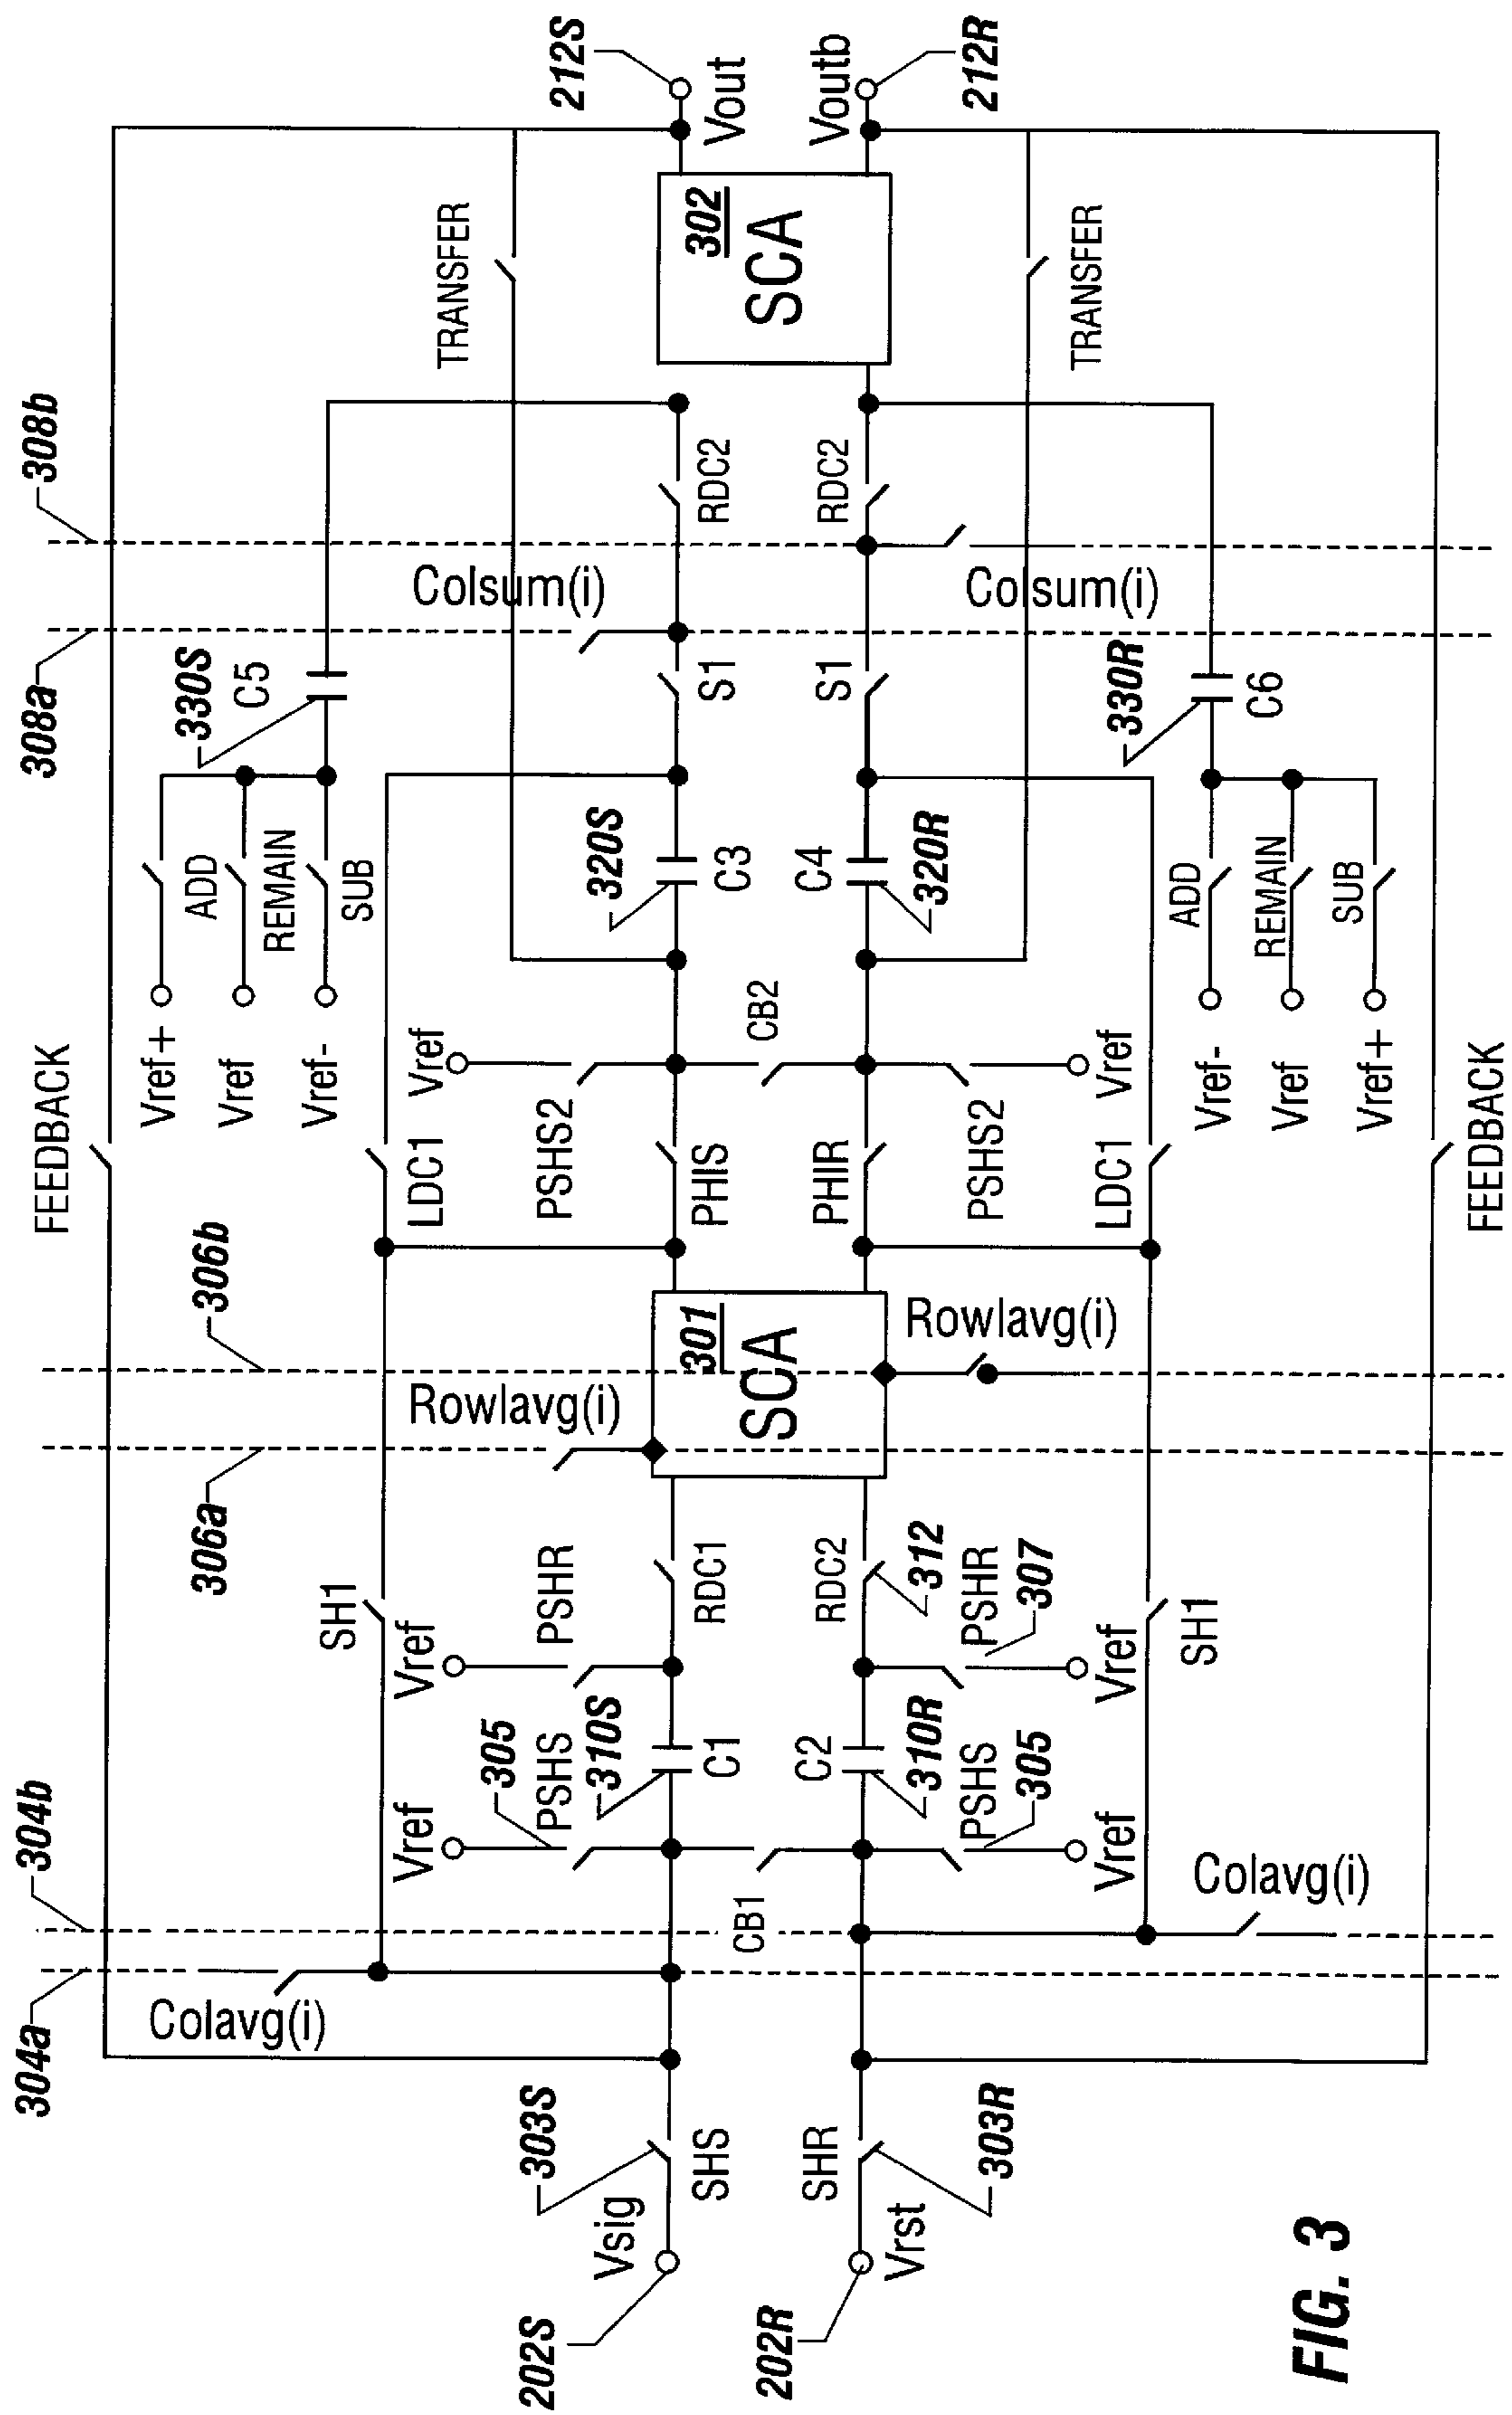 304a
304b
306a
306b
308a
308b
FEEDBACK
Colavg(i)
SH1
Rowlavg(i)
LDC1
Vref+
Vref
Vref-
ADD
REMAIN
SUB
330S
C5
Colsum(i)
TRANSFER
212S
Vref
305
PSHS
Vref
PSHR
Vref
PSHS2
202S
Vsig
303S
SHS
310S
C1
RDC1
301
SCA
PHIS
CB1
CB2
320S
C3
S1
RDC2
302
SCA
Vout
202R
Vrst
SHR
303R
C2
310R
RDC2
312
PHIR
C4
320R
S1
RDC2
Voutb
212R
PSHS
305
Vref
PSHR
307
Vref
Rowlavg(i)
PSHS2
Vref
Colsum(i)
TRANSFER
Colavg(i)
SH1
LDC1
Vref-
Vref
Vref+
ADD
REMAIN
SUB
330R
C6
FEEDBACK
FIG. 3